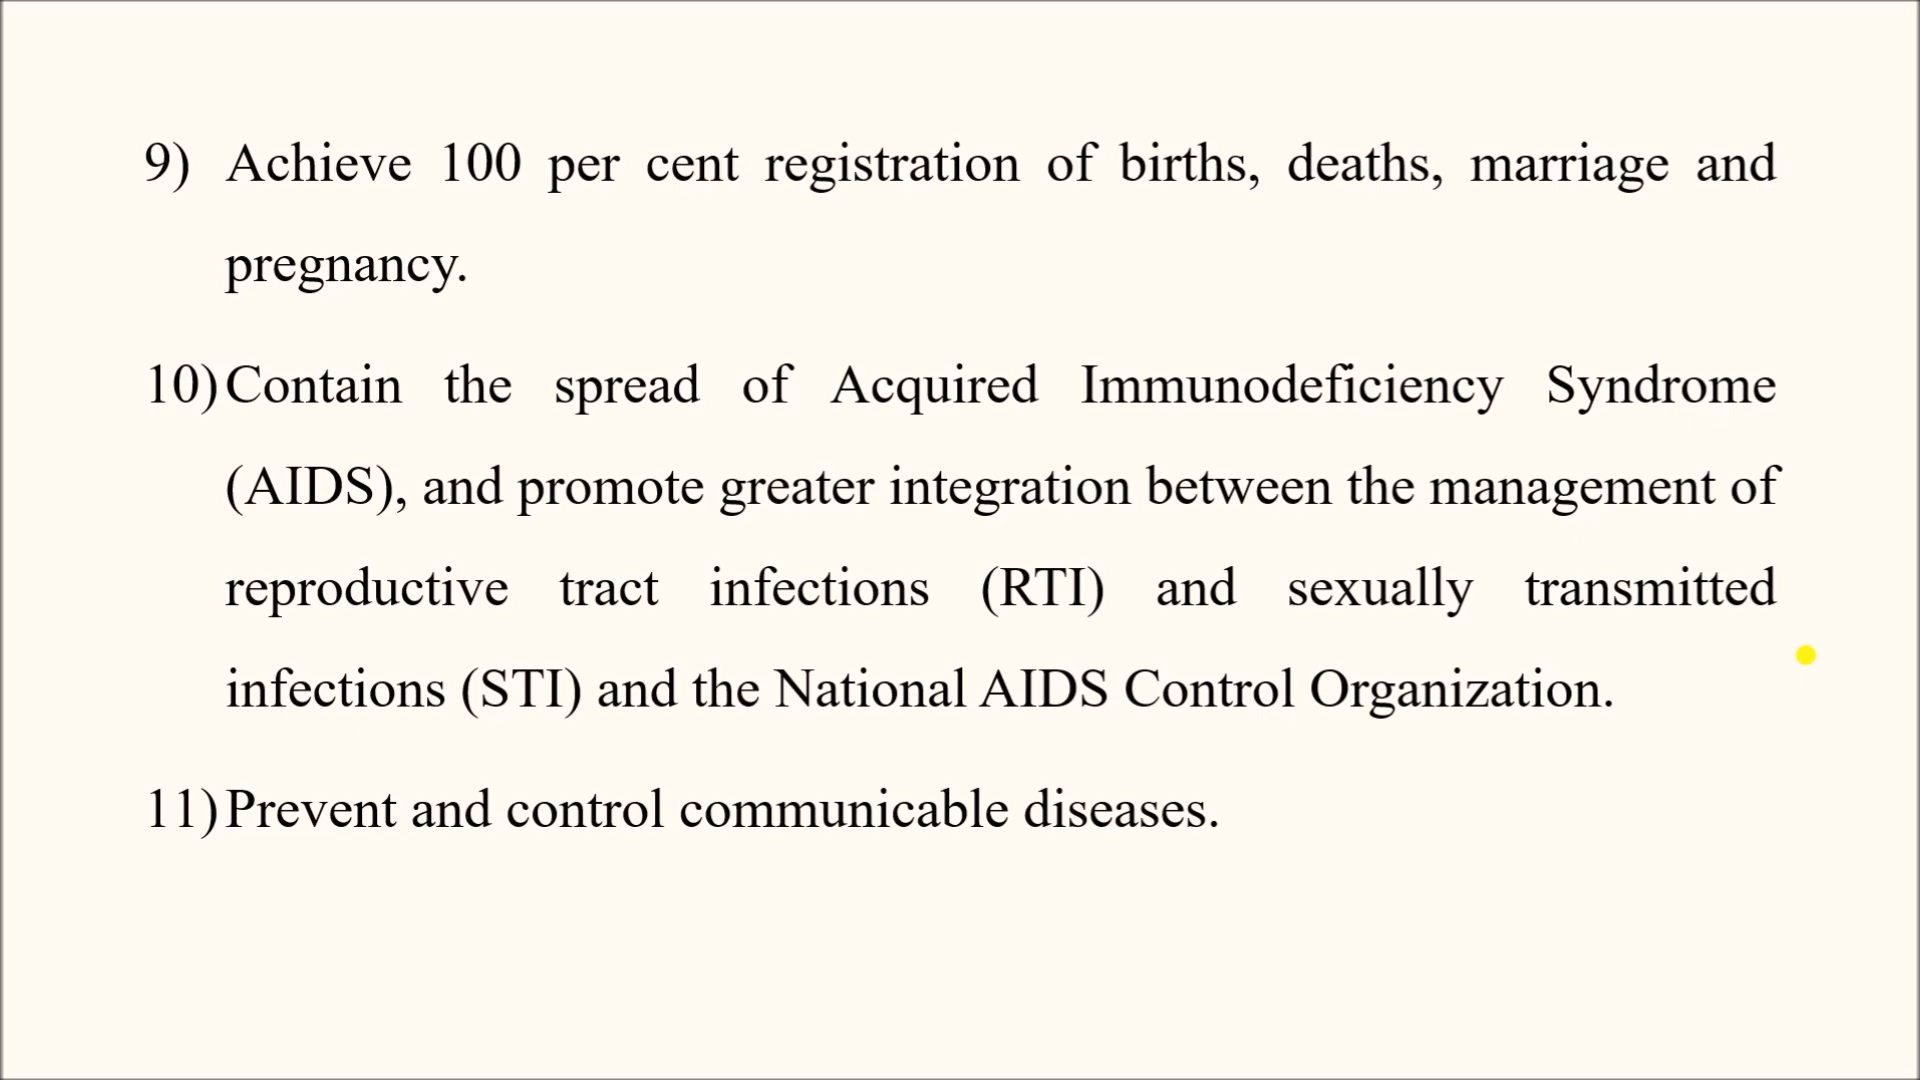 9) Achieve 100 per cent registration of births, deaths, marriage and
pregnancy.
10) Contain the spread of Acquired Immunodeficiency Syndrome
(AIDS), and promote greater integration between the management of
reproductive tract infections (RTI) and sexually transmitted
infections (STI) and the National AIDS Control Organization.
11) Prevent and control communicable diseases.